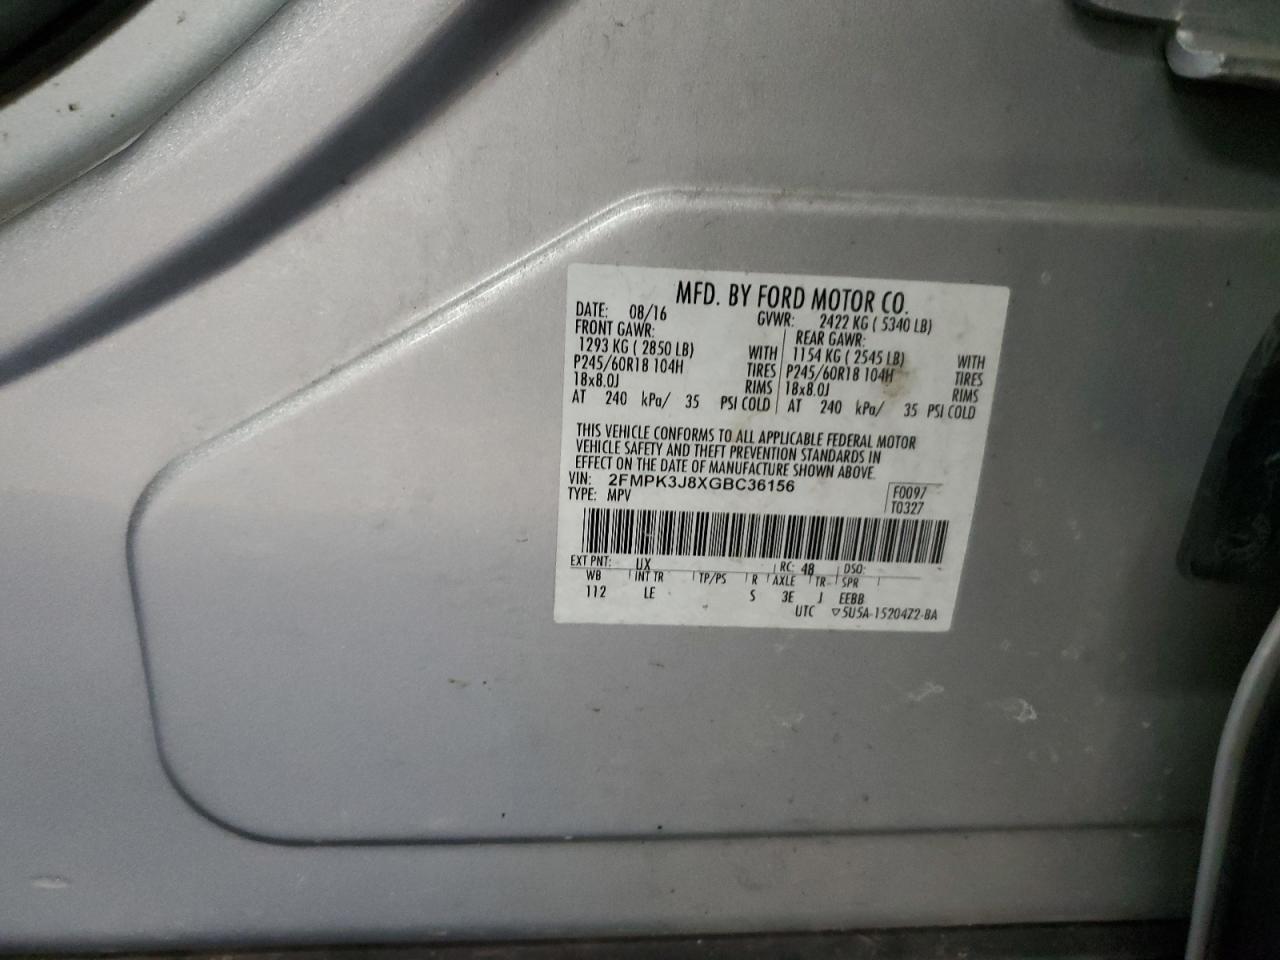 MFD. BY FORD MOTOR CO.
DATE: 08/16 GVWR: 2422 KG ( 5340 LB)
FRONT GAWR: REAR GAWR:
1293 KG ( 2850 LB) WITH 1154 KG ( 2545 LB) WITH
P245/60R18 104H TIRES P245/60R18 104H TIRES
18x8.0J RIMS 18x8.0J RIMS
AT 240 kPa/ 35 PSI COLD AT 240 kPa/ 35 PSI COLD
THIS VEHICLE CONFORMS TO ALL APPLICABLE FEDERAL MOTOR
VEHICLE SAFETY AND THEFT PREVENTION STANDARDS IN
EFFECT ON THE DATE OF MANUFACTURE SHOWN ABOVE.
VIN: 2FMPK3J8XGBC36156 F0097
TYPE: MPV T0327
EXT PNT: UX RC: 48 DSO:
WB INT TR TP/PS R AXLE TR SPR
112 LE S 3E J EEBB
UTC ▽5U5A-15204Z2-BA